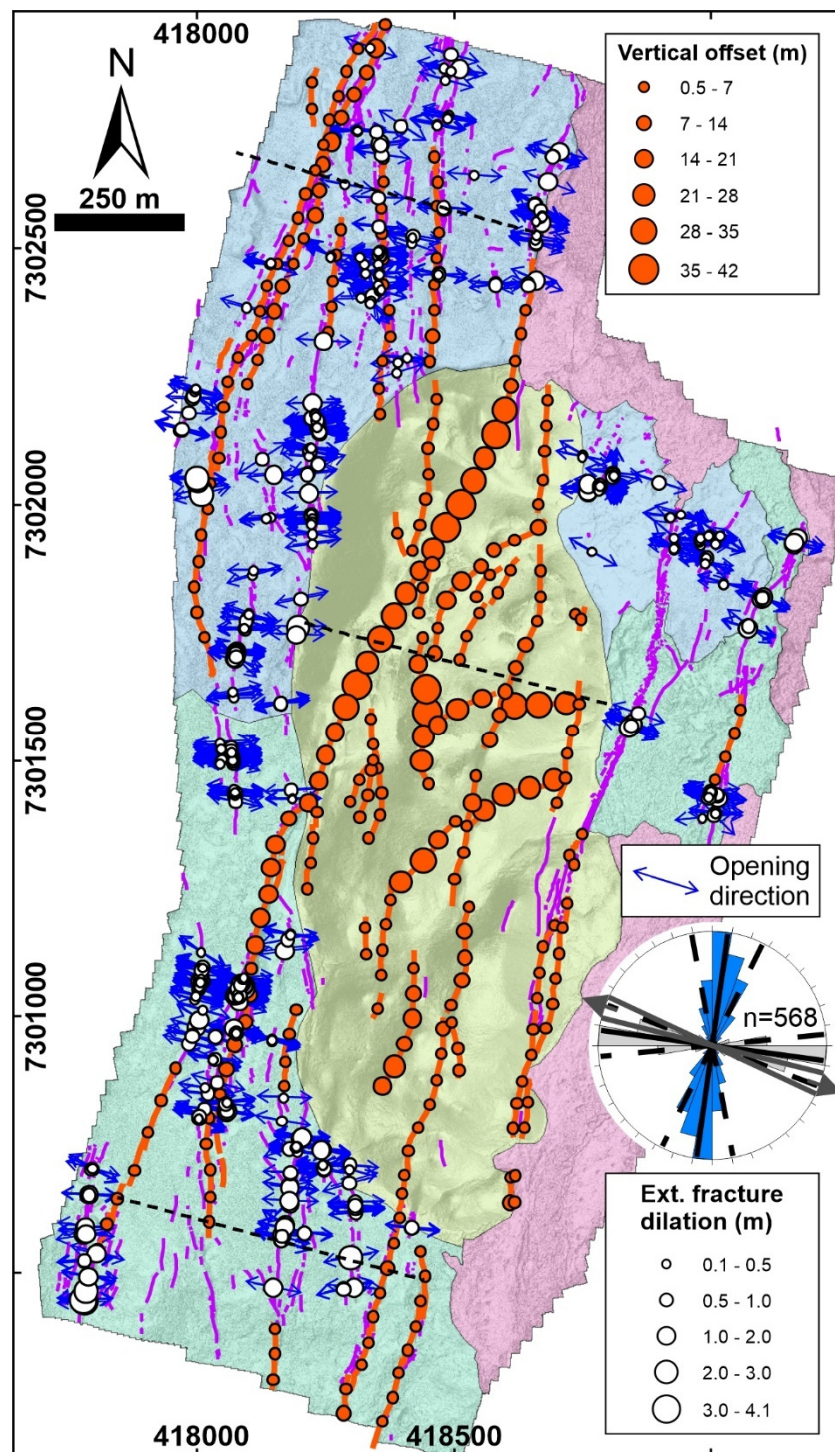 418000
Vertical offset (m)
0.5 - 7
7 - 14
14 - 21
21 - 28
28 - 35
35 - 42
N
250 m
7302500
7302000
7301500
7301000
Opening
direction
n=568
Ext. fracture
dilation (m)
0.1 - 0.5
0.5 - 1.0
1.0 - 2.0
2.0 - 3.0
3.0 - 4.1
418000
418500